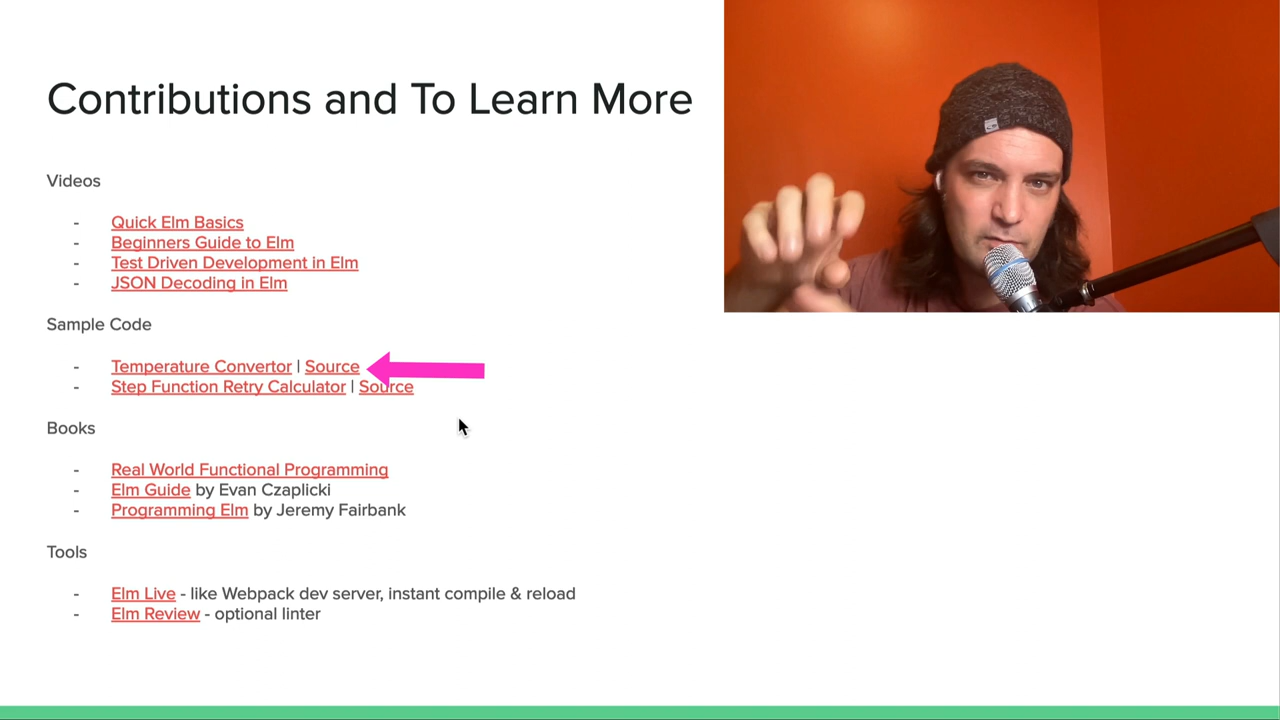 Contributions and To Learn More
Videos
- Quick Elm Basics
- Beginners Guide to Elm
- Test Driven Development in Elm
- JSON Decoding in Elm
Sample Code
- Temperature Convertor | Source
- Step Function Retry Calculator | Source
Books
- Real World Functional Programming
- Elm Guide by Evan Czaplicki
- Programming Elm by Jeremy Fairbank
Tools
- Elm Live - like Webpack dev server, instant compile & reload
- Elm Review - optional linter